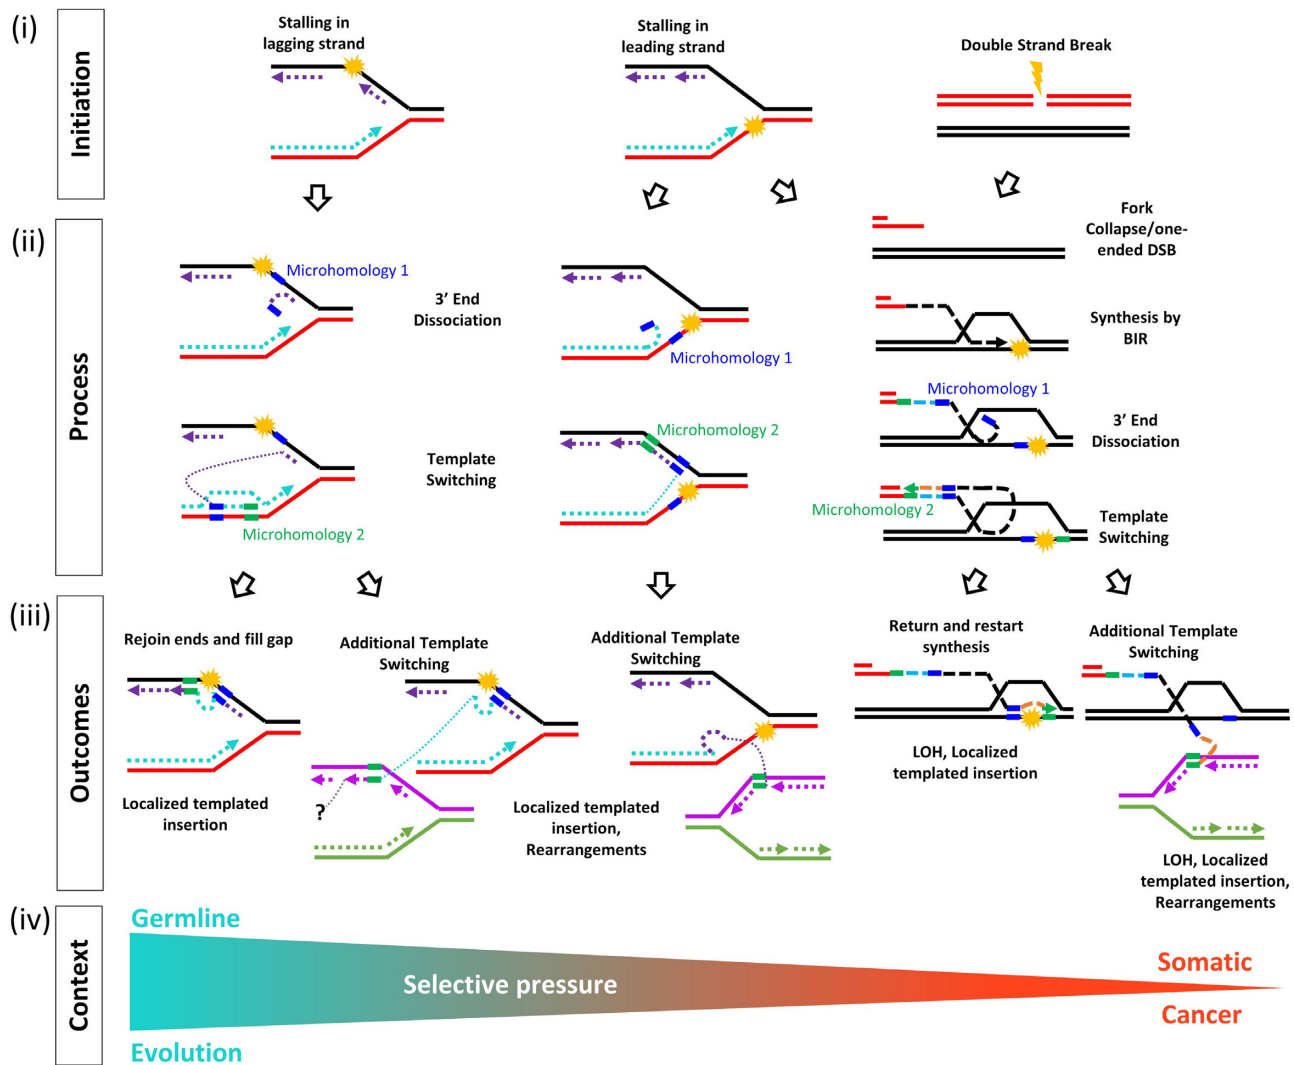 (i)
Initiation
Stalling in
lagging strand
Stalling in
leading strand
Double Strand Break
(ii)
Process
Microhomology 1
3’ End
Dissociation
Microhomology 1
Fork
Collapse/one-
ended DSB
Synthesis by
BIR
Microhomology 1
3’ End
Dissociation
Template
Switching
Microhomology 2
Microhomology 2
Microhomology 2
Template
Switching
(iii)
Outcomes
Rejoin ends and fill gap
Localized templated
insertion
Additional Template
Switching
?
Additional Template
Switching
Localized templated
insertion,
Rearrangements
Return and restart
synthesis
LOH, Localized
templated insertion
Additional Template
Switching
LOH, Localized
templated insertion,
Rearrangements
(iv)
Context
Germline
Evolution
Selective pressure
Somatic
Cancer